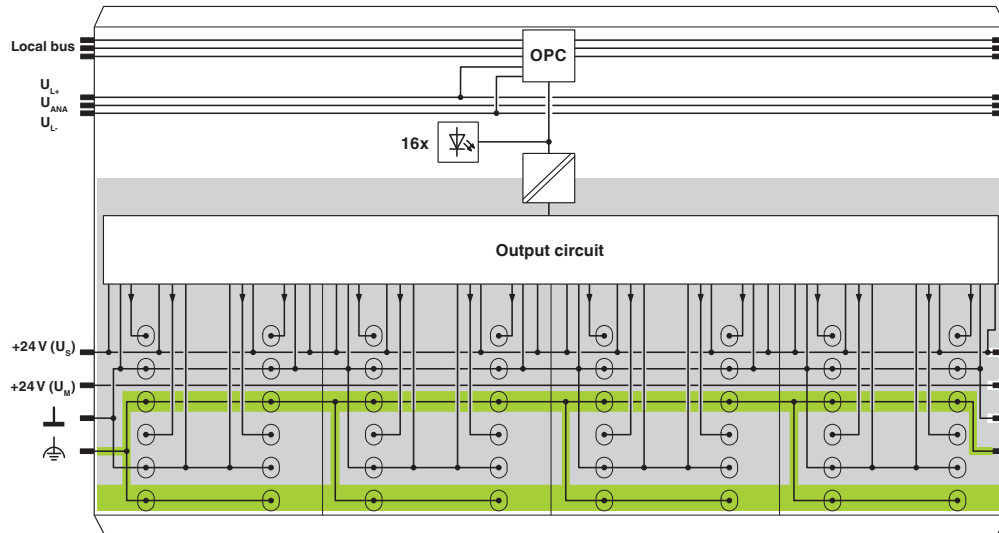 Local bus
OPC
U_L+
U_ANA
U_L-
16x
Output circuit
+24 V (U_S)
+24 V (U_M)